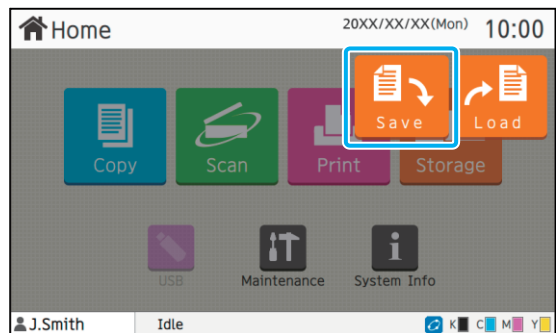 Home
20XX/XX/XX(Mon) 10:00
Save Load
Copy Scan Print Storage
USB Maintenance System Info
J.Smith Idle K C M Y